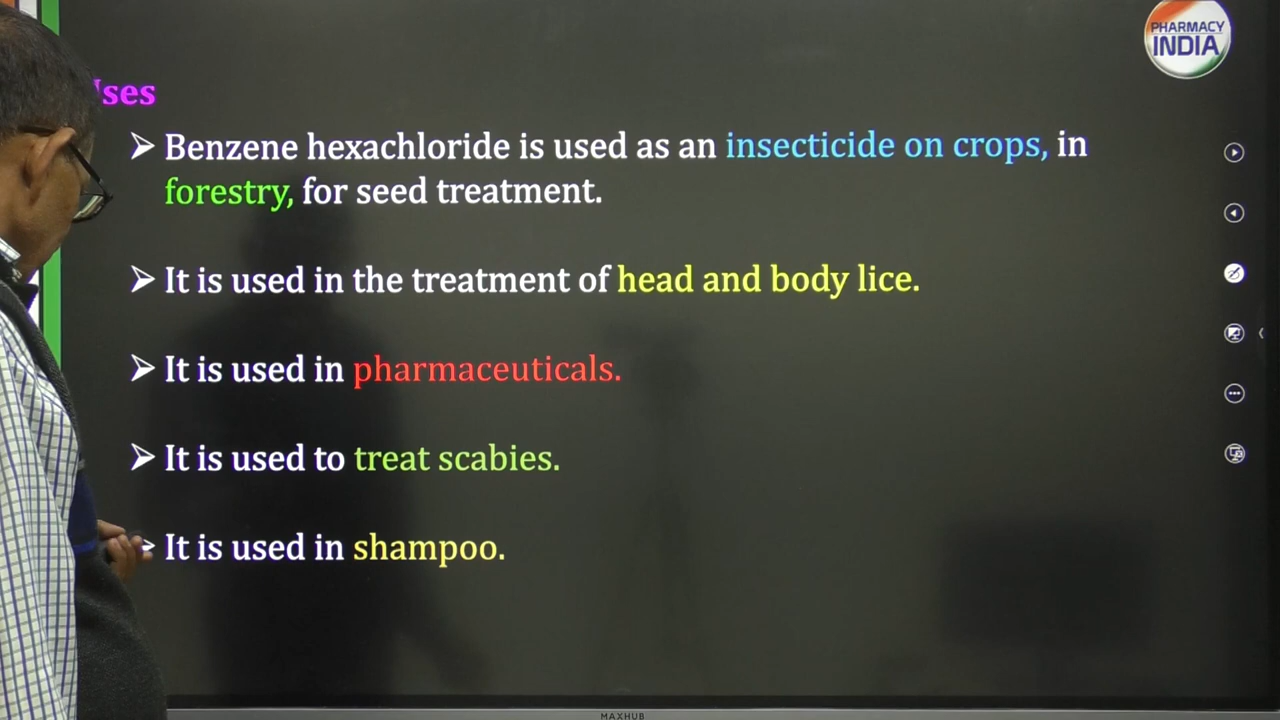 PHARMACY
INDIA
Uses
➢ Benzene hexachloride is used as an insecticide on crops, in
forestry, for seed treatment.
➢ It is used in the treatment of head and body lice.
➢ It is used in pharmaceuticals.
➢ It is used to treat scabies.
➢ It is used in shampoo.
MAXHUB